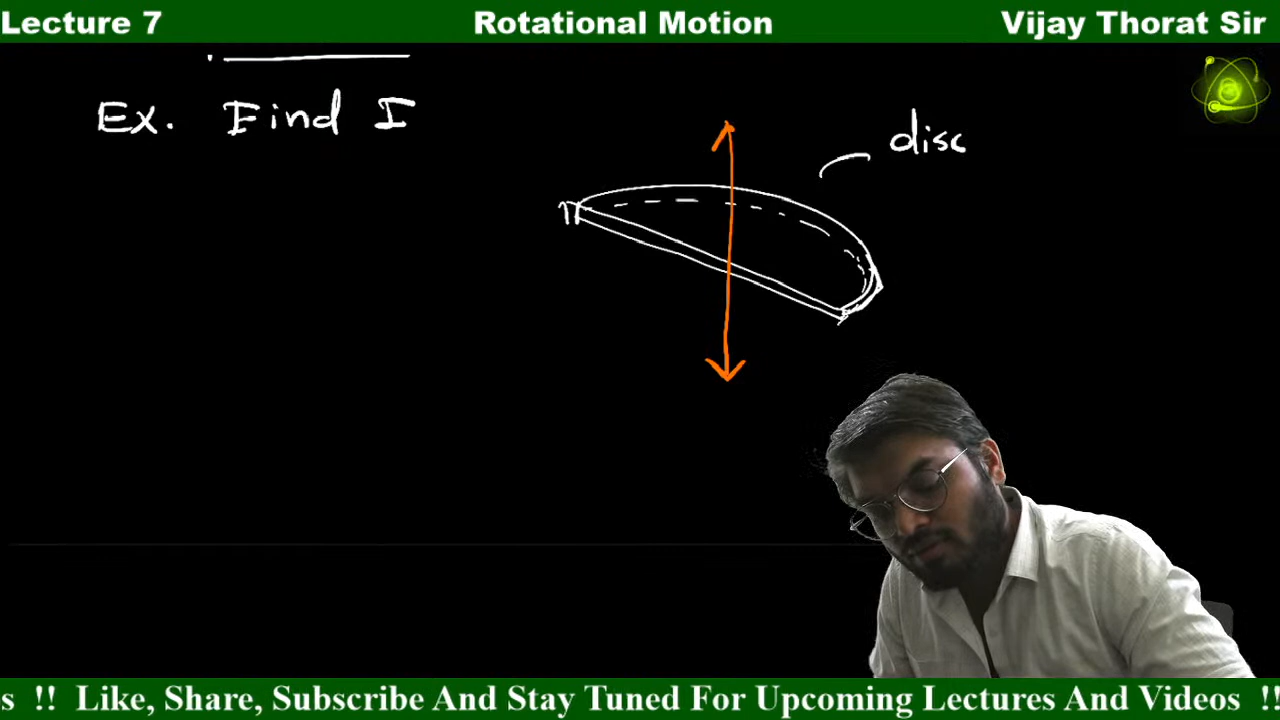 Lecture 7 Rotational Motion Vijay Thorat Sir
Ex. Find I
disc
s !! Like, Share, Subscribe And Stay Tuned For Upcoming Lectures And Videos !!